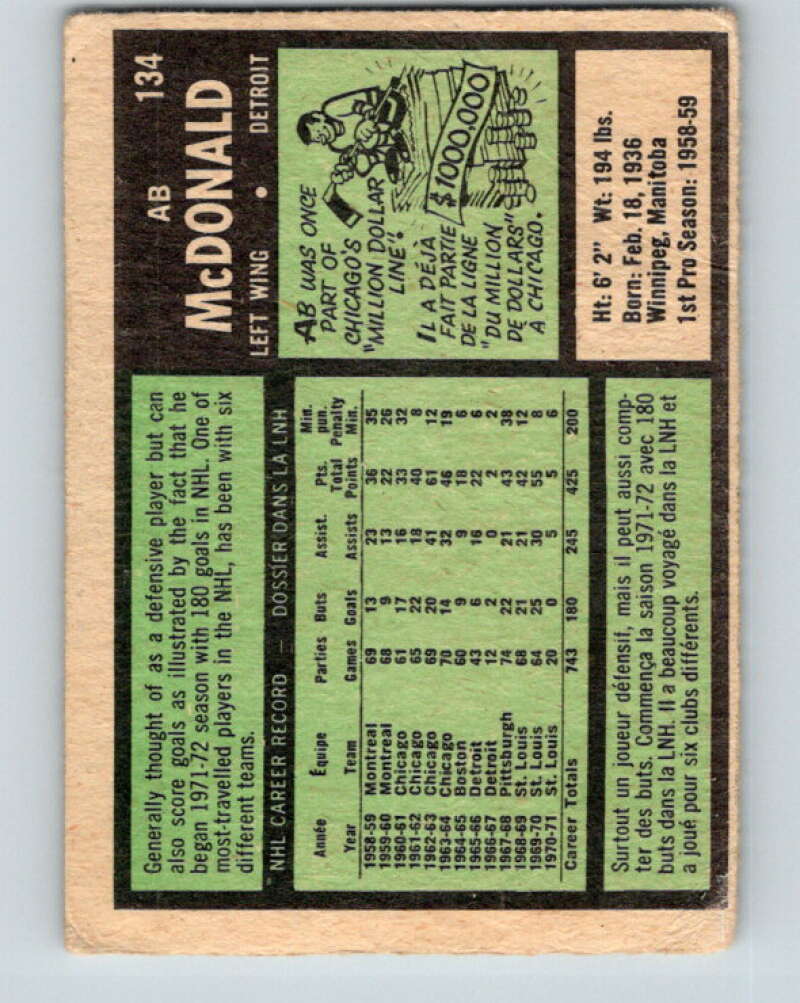 134
AB
McDONALD
LEFT WING • DETROIT
Generally thought of as a defensive player but can
also score goals as illustrated by the fact that he
began 1971-72 season with 180 goals in NHL. One of
most-travelled players in the NHL, has been with six
different teams.
NHL CAREER RECORD — DOSSIER DANS LA LNH
Année Équipe Parties Buts Assist. Pts. Min. pun.
Year Team Games Goals Assists Total Points Penalty Min.
1958-59 Montreal 69 13 23 36 35
1959-60 Montreal 68 9 13 22 26
1960-61 Chicago 61 17 16 33 32
1961-62 Chicago 65 22 18 40 8
1962-63 Chicago 69 20 41 61 12
1963-64 Chicago 70 14 32 46 19
1964-65 Boston 60 9 9 18 6
1965-66 Detroit 43 6 16 22 6
1966-67 Detroit 12 2 0 2 2
1967-68 Pittsburgh 74 22 21 43 38
1968-69 St. Louis 68 21 21 42 12
1969-70 St. Louis 64 25 30 55 8
1970-71 St. Louis 20 0 5 5 6
Career Totals 743 180 245 425 200
Surtout un joueur défensif, mais il peut aussi comp-
ter des buts. Commença la saison 1971-72 avec 180
buts dans la LNH. Il a beaucoup voyagé dans la LNH et
a joué pour six clubs différents.
AB WAS ONCE
PART OF
CHICAGO'S
"MILLION DOLLAR
LINE".
IL A DÉJÀ
FAIT PARTIE
DE LA LIGNE
"DU MILLION
DE DOLLARS"
A CHICAGO.
$1000,000
Ht: 6' 2" Wt: 194 lbs.
Born: Feb. 18, 1936
Winnipeg, Manitoba
1st Pro Season: 1958-59